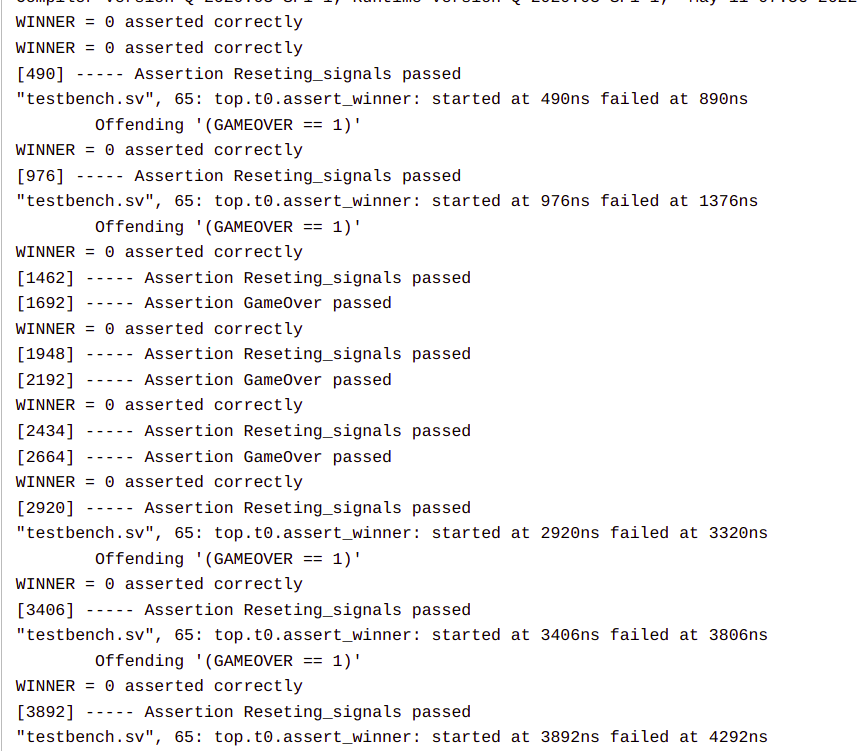 WINNER = 0 asserted correctly
WINNER = 0 asserted correctly
[490] ----- Assertion Reseting_signals passed
"testbench.sv", 65: top.t0.assert_winner: started at 490ns failed at 890ns
Offending '(GAMEOVER == 1)'
WINNER = 0 asserted correctly
[976] ----- Assertion Reseting_signals passed
"testbench.sv", 65: top.t0.assert_winner: started at 976ns failed at 1376ns
Offending '(GAMEOVER == 1)'
WINNER = 0 asserted correctly
[1462] ----- Assertion Reseting_signals passed
[1692] ----- Assertion GameOver passed
WINNER = 0 asserted correctly
[1948] ----- Assertion Reseting_signals passed
[2192] ----- Assertion GameOver passed
WINNER = 0 asserted correctly
[2434] ----- Assertion Reseting_signals passed
[2664] ----- Assertion GameOver passed
WINNER = 0 asserted correctly
[2920] ----- Assertion Reseting_signals passed
"testbench.sv", 65: top.t0.assert_winner: started at 2920ns failed at 3320ns
Offending '(GAMEOVER == 1)'
WINNER = 0 asserted correctly
[3406] ----- Assertion Reseting_signals passed
"testbench.sv", 65: top.t0.assert_winner: started at 3406ns failed at 3806ns
Offending '(GAMEOVER == 1)'
WINNER = 0 asserted correctly
[3892] ----- Assertion Reseting_signals passed
"testbench.sv", 65: top.t0.assert_winner: started at 3892ns failed at 4292ns